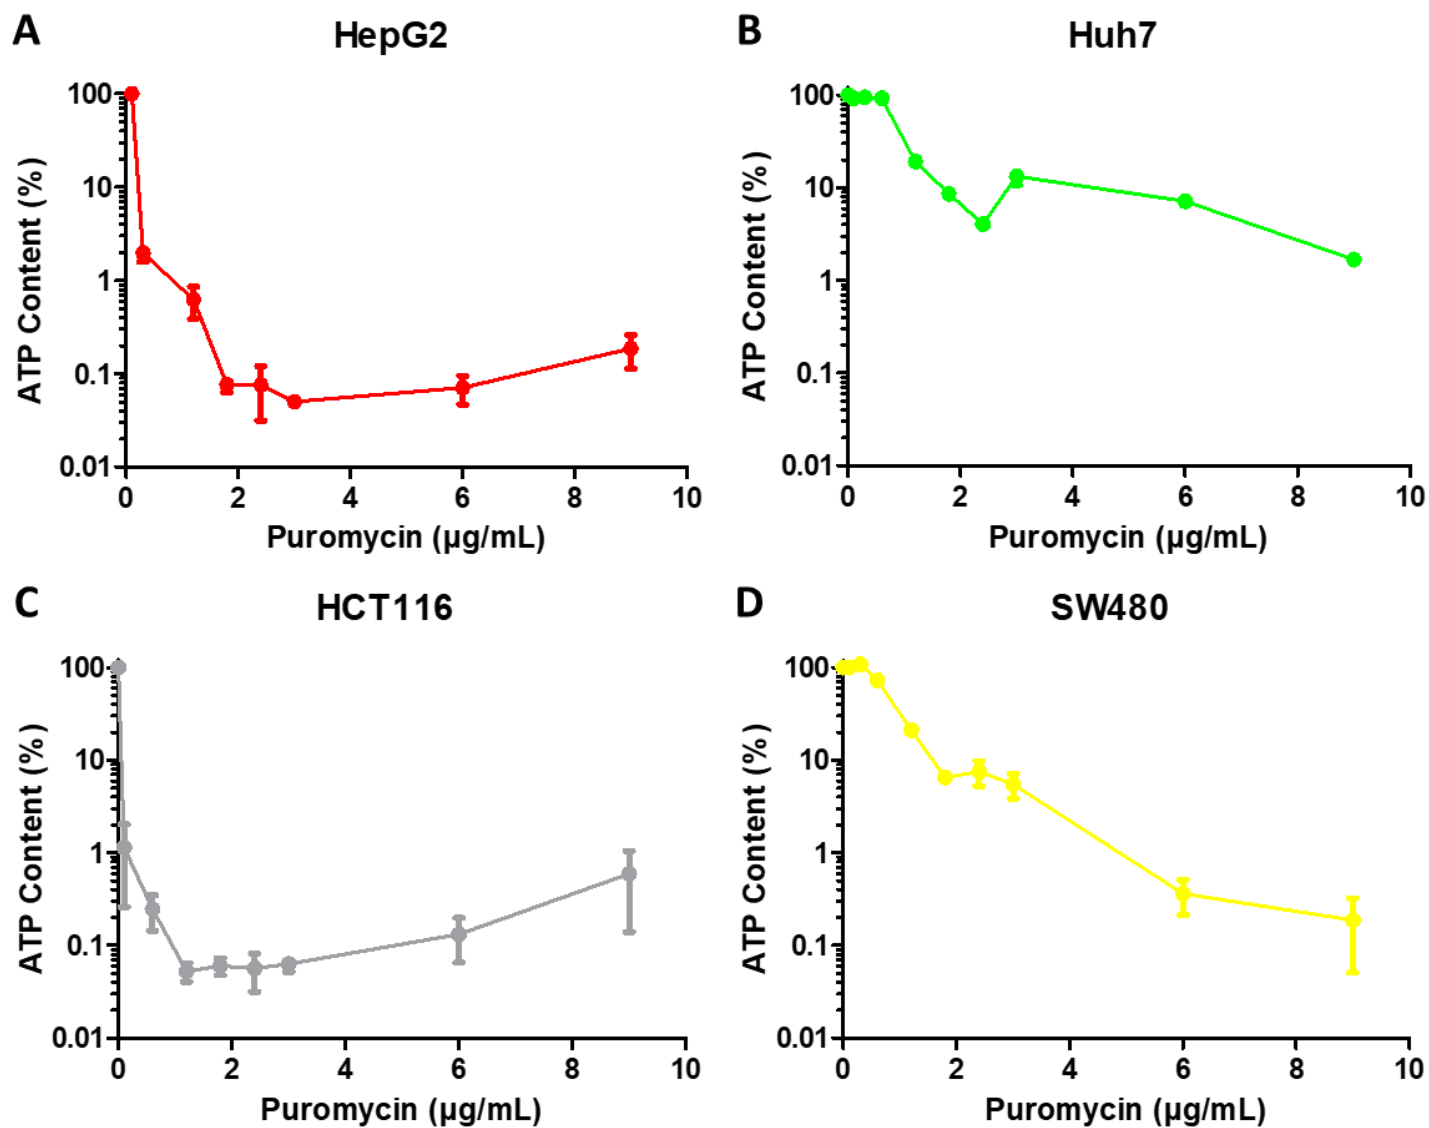 A
HepG2
100
10
1
0.1
0.01
ATP Content (%)
0 2 4 6 8 10
Puromycin (µg/mL)
B
Huh7
100
10
1
0.1
0.01
ATP Content (%)
0 2 4 6 8 10
Puromycin (µg/mL)
C
HCT116
100
10
1
0.1
0.01
ATP Content (%)
0 2 4 6 8 10
Puromycin (µg/mL)
D
SW480
100
10
1
0.1
0.01
ATP Content (%)
0 2 4 6 8 10
Puromycin (µg/mL)